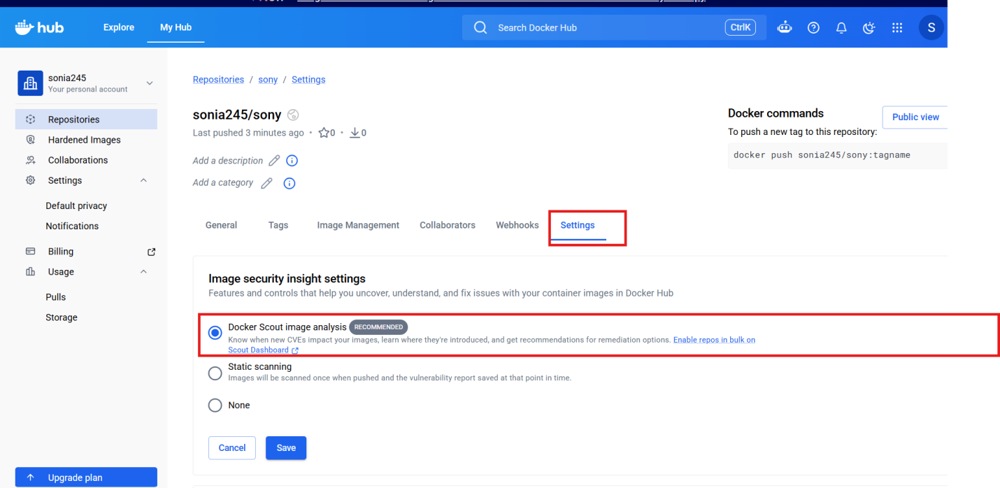 hub
Explore
My Hub
Search Docker Hub
CtrlK
S
sonia245
Your personal account
Repositories
Hardened Images
Collaborations
Settings
Default privacy
Notifications
Billing
Usage
Pulls
Storage
Upgrade plan
Repositories / sony / Settings
sonia245/sony
Last pushed 3 minutes ago • 0 • 0
Add a description
Add a category
Docker commands
Public view
To push a new tag to this repository:
docker push sonia245/sony:tagname
General
Tags
Image Management
Collaborators
Webhooks
Settings
Image security insight settings
Features and controls that help you uncover, understand, and fix issues with your container images in Docker Hub
Docker Scout image analysis RECOMMENDED
Know when new CVEs impact your images, learn where they're introduced, and get recommendations for remediation options. Enable repos in bulk on
Scout Dashboard
Static scanning
Images will be scanned once when pushed and the vulnerability report saved at that point in time.
None
Cancel
Save